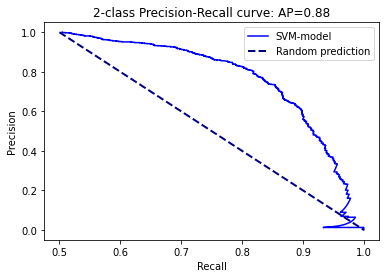 2-class Precision-Recall curve: AP=0.88
SVM-model
Random prediction
Precision
1.0
0.8
0.6
0.4
0.2
0.0
0.5
0.6
0.7
0.8
0.9
1.0
Recall